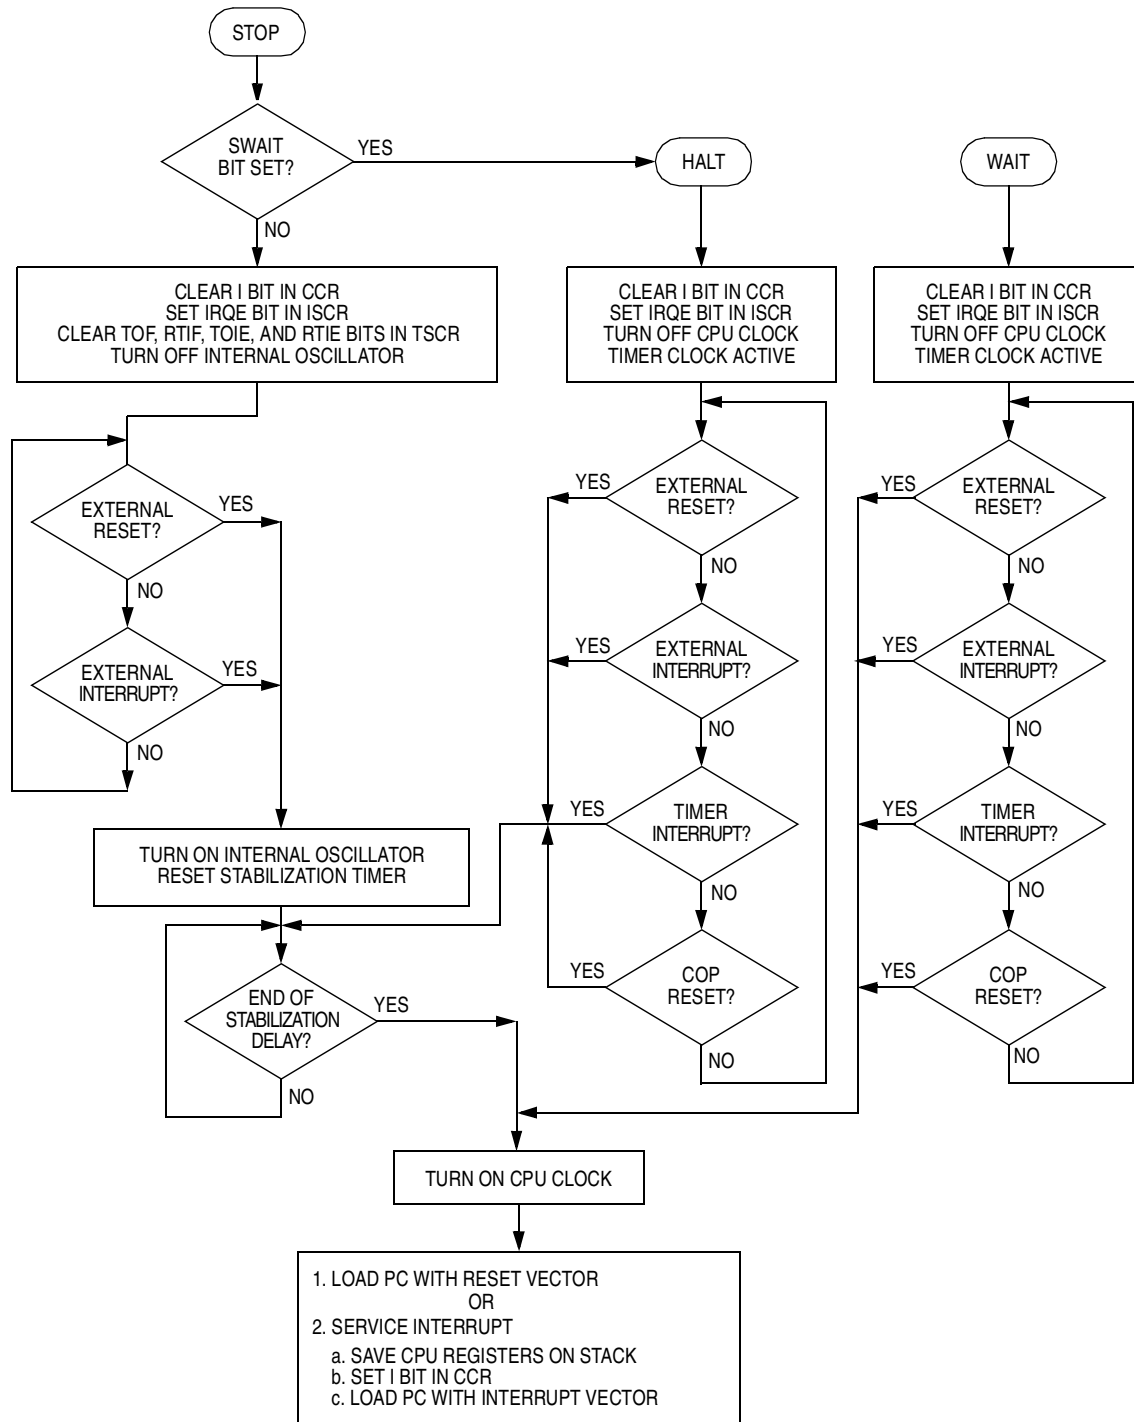 STOP
SWAIT
BIT SET?
YES
NO
HALT
WAIT
CLEAR I BIT IN CCR
SET IRQE BIT IN ISCR
CLEAR TOF, RTIF, TOIE, AND RTIE BITS IN TSCR
TURN OFF INTERNAL OSCILLATOR
CLEAR I BIT IN CCR
SET IRQE BIT IN ISCR
TURN OFF CPU CLOCK
TIMER CLOCK ACTIVE
CLEAR I BIT IN CCR
SET IRQE BIT IN ISCR
TURN OFF CPU CLOCK
TIMER CLOCK ACTIVE
EXTERNAL
RESET?
YES
NO
EXTERNAL
INTERRUPT?
YES
NO
TURN ON INTERNAL OSCILLATOR
RESET STABILIZATION TIMER
END OF
STABILIZATION
DELAY?
YES
NO
YES
EXTERNAL
RESET?
NO
YES
EXTERNAL
INTERRUPT?
NO
YES
TIMER
INTERRUPT?
NO
YES
COP
RESET?
NO
YES
EXTERNAL
RESET?
NO
YES
EXTERNAL
INTERRUPT?
NO
YES
TIMER
INTERRUPT?
NO
YES
COP
RESET?
NO
TURN ON CPU CLOCK
1. LOAD PC WITH RESET VECTOR
OR
2. SERVICE INTERRUPT
a. SAVE CPU REGISTERS ON STACK
b. SET I BIT IN CCR
c. LOAD PC WITH INTERRUPT VECTOR